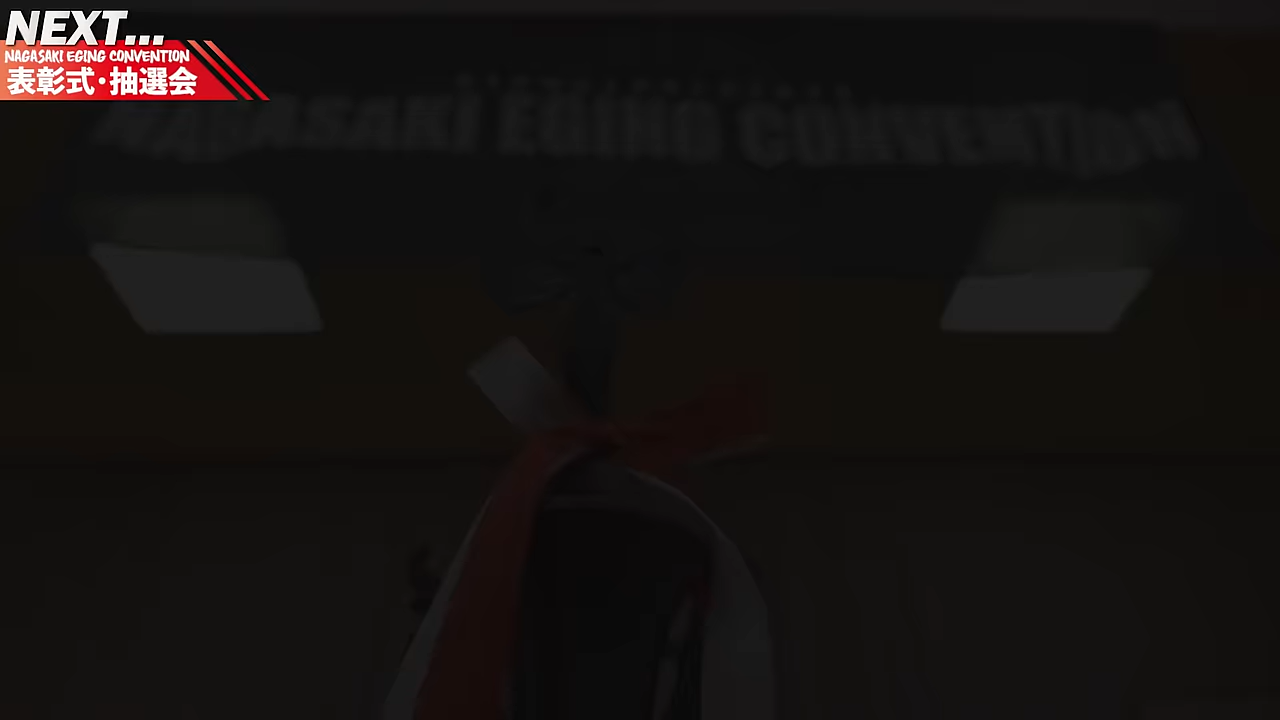 NEXT...
NAGASAKI EGING CONVENTION
表彰式・抽選会
NAGASAKI EGING CONVENTION